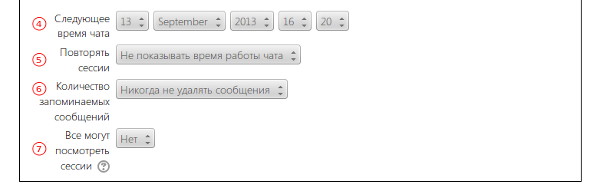 ④ Следующее время чата 13 September 2013 16 20
⑤ Повторять сессии Не показывать время работы чата
⑥ Количество запоминаемых сообщений Никогда не удалять сообщения
⑦ Все могут посмотреть сессии ? Нет